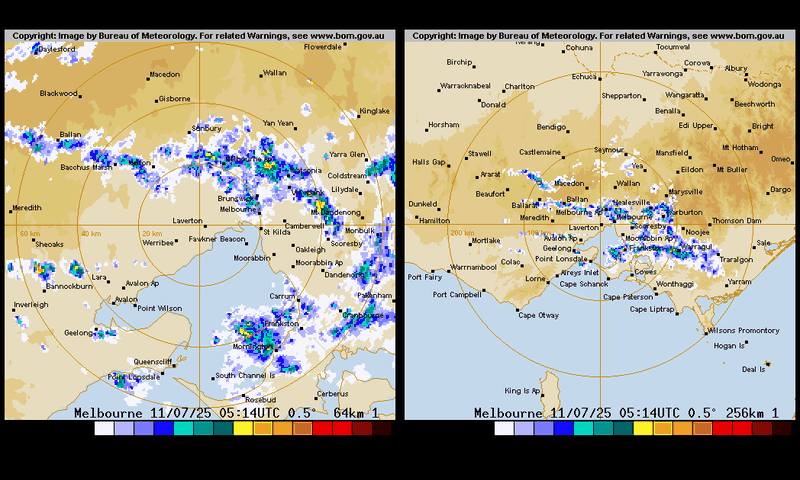 Copyright: Image by Bureau of Meteorology. For related Warnings, see www.bom.gov.au
Daylesford
Flowerdale
Macedon
Wallan
Blackwood
Gisborne
Kinglake
Sunbury
Yan Yean
Ballan
Yarra Glen
Bacchus Marsh
Melton
Melbourne Ap
Coldstream
Lilydale
Brunswick
Meredith
Melbourne
Mt Dandenong
Laverton
Camberwell
Monbulk
60 km
40 km
20 km
St Kilda
Sheoaks
Werribee
Fawkner Beacon
Scoresby
Oakleigh
Moorabbin
Moorabbin Ap
Dandenong
Lara
Bannockburn
Avalon Ap
Carrum
Pakenham
Inverleigh
Avalon
Point Wilson
Cranbourne
Frankston
Geelong
Mornington
Queenscliff
Point Lonsdale
South Channel Is
Rosebud
Cerberus
Melbourne 11/07/25 05:14UTC 0.5° 64km 1
Copyright: Image by Bureau of Meteorology. For related Warnings, see www.bom.gov.au
Cohuna
Tocumwal
Birchip
Corowa
Albury
Echuca
Yarrawonga
Warracknabeal
Charlton
Wodonga
Shepparton
Wangaratta
Donald
Beechworth
Benalla
Horsham
Bendigo
Edi Upper
Bright
Stawell
Castlemaine
Seymour
Mansfield
Mt Hotham
Halls Gap
Yea
Omeo
Ararat
Eildon
Mt Buller
Macedon
Wallan
Beaufort
Marysville
Dargo
Ballan
Dunkeld
Ballarat
Healesville
Meredith
Melbourne Ap
Melbourne
Warburton
Hamilton
Thomson Dam
Laverton
Scoresby
200 km
100 km
Noojee
Mortlake
Avalon Ap
Moorabbin Ap
Sale
Geelong
Frankston
Warragul
Colac
Point Lonsdale
Traralgon
Warrnambool
Port Fairy
Aireys Inlet
Cowes
Lorne
Cape Schanck
Wonthaggi
Yarram
Port Campbell
Cape Paterson
Cape Otway
Cape Liptrap
Wilsons Promontory
Hogan Is
Deal Is
King Is Ap
Melbourne 11/07/25 05:14UTC 0.5° 256km 1